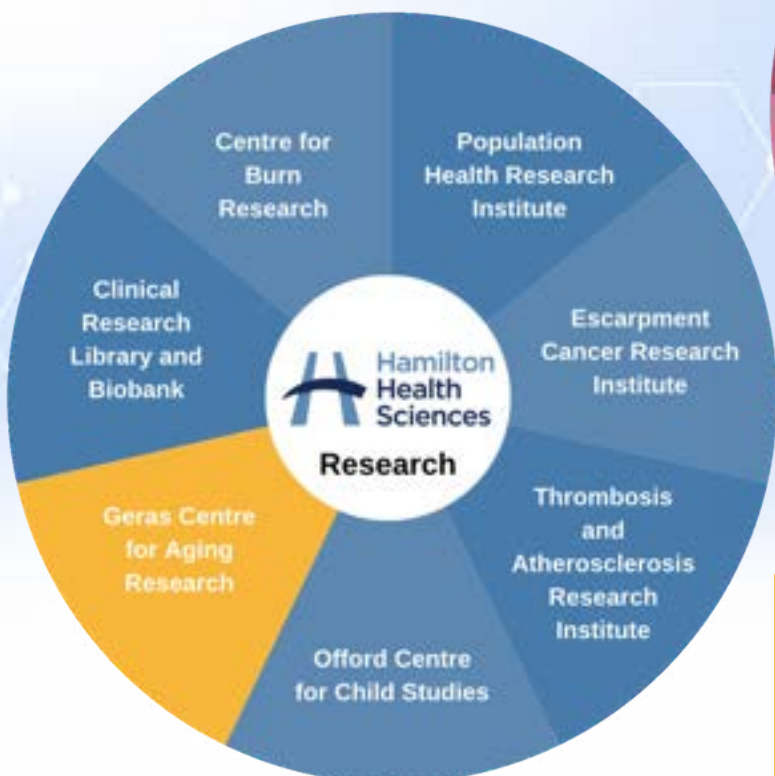 Centre for
Burn
Research
Population
Health Research
Institute
Escarpment
Cancer Research
Institute
Thrombosis
and
Atherosclerosis
Research
Institute
Offord Centre
for Child Studies
Geras Centre
for Aging
Research
Clinical
Research
Library and
Biobank
Hamilton
Health
Sciences
Research